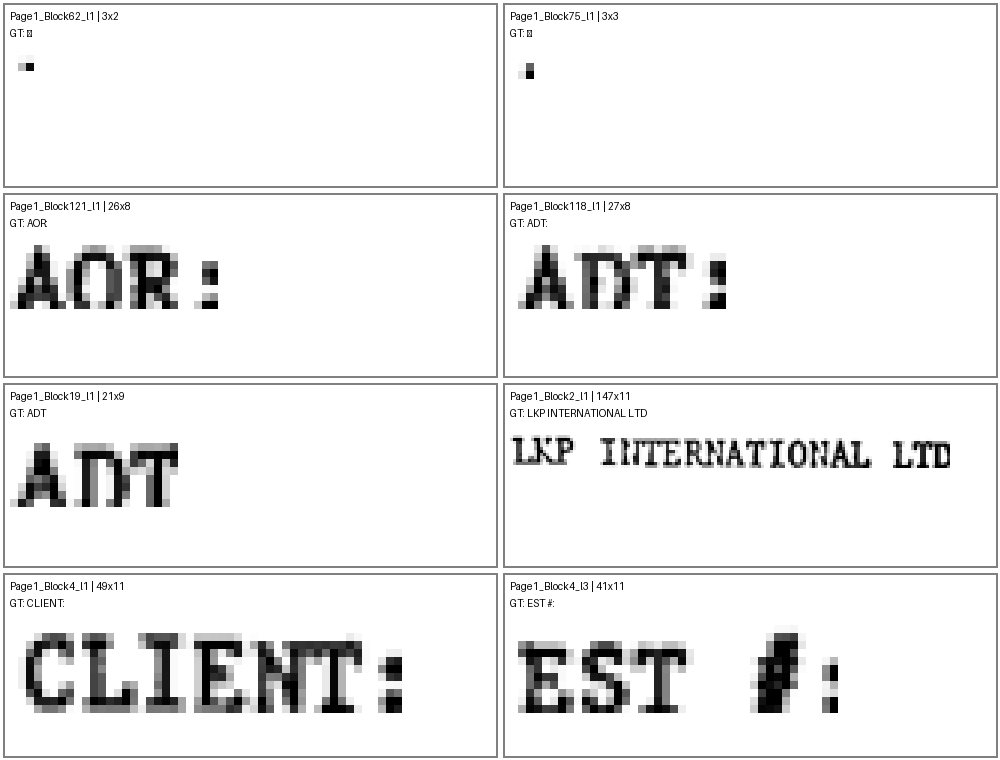 Page1_Block62_l1 | 3x2
GT: 
Page1_Block75_l1 | 3x3
GT: 
Page1_Block121_l1 | 26x8
GT: AOR
AOR:
Page1_Block118_l1 | 27x8
GT: ADT:
ADT:
Page1_Block19_l1 | 21x9
GT: ADT
ADT
Page1_Block2_l1 | 147x11
GT: LKP INTERNATIONAL LTD
LKP INTERNATIONAL LTD
Page1_Block4_l1 | 49x11
GT: CLIENT:
CLIENT:
Page1_Block4_l3 | 41x11
GT: EST #:
EST #: